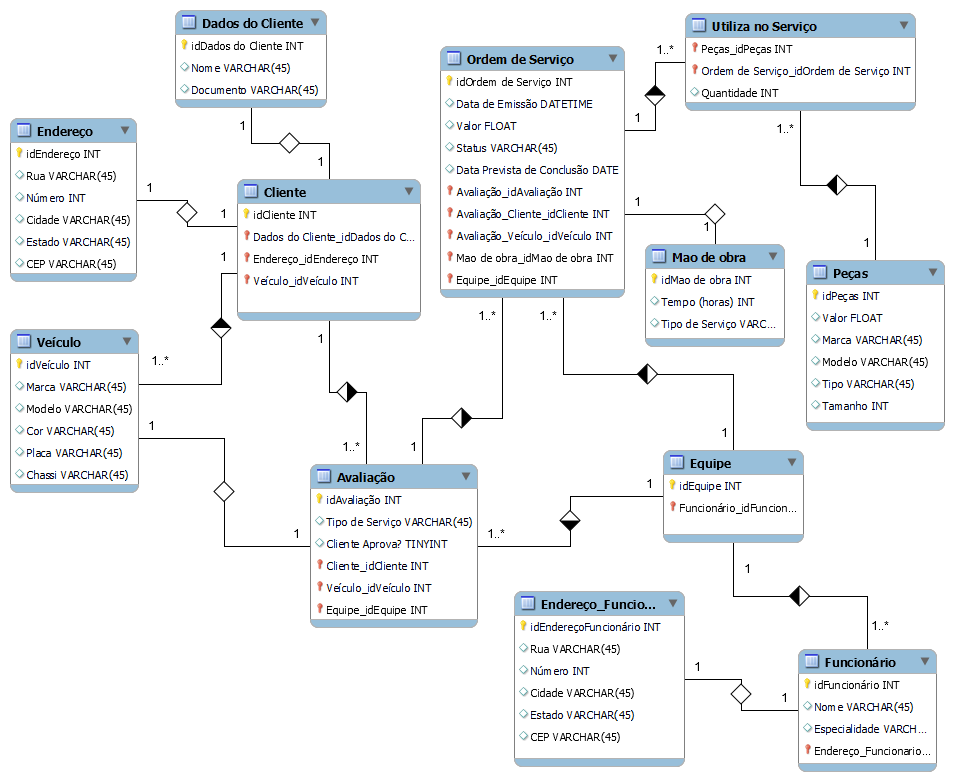 Dados do Cliente
idDados do Cliente INT
Nome VARCHAR(45)
Documento VARCHAR(45)
Utiliza no Serviço
Peças_idPeças INT
Ordem de Serviço_idOrdem de Serviço INT
Quantidade INT
Ordem de Serviço
idOrdem de Serviço INT
Data de Emissão DATETIME
Valor FLOAT
Status VARCHAR(45)
Data Prevista de Conclusão DATE
Avaliação_idAvaliação INT
Avaliação_Cliente_idCliente INT
Avaliação_Veículo_idVeículo INT
Mao de obra_idMao de obra INT
Equipe_idEquipe INT
Endereço
idEndereço INT
Rua VARCHAR(45)
Número INT
Cidade VARCHAR(45)
Estado VARCHAR(45)
CEP VARCHAR(45)
Cliente
idCliente INT
Dados do Cliente_idDados do C...
Endereço_idEndereço INT
Veículo_idVeículo INT
Mao de obra
idMao de obra INT
Tempo (horas) INT
Tipo de Serviço VARC...
Peças
idPeças INT
Valor FLOAT
Marca VARCHAR(45)
Modelo VARCHAR(45)
Tipo VARCHAR(45)
Tamanho INT
Veículo
idVeículo INT
Marca VARCHAR(45)
Modelo VARCHAR(45)
Cor VARCHAR(45)
Placa VARCHAR(45)
Chassi VARCHAR(45)
Avaliação
idAvaliação INT
Tipo de Serviço VARCHAR(45)
Cliente Aprova? TINYINT
Cliente_idCliente INT
Veículo_idVeículo INT
Equipe_idEquipe INT
Equipe
idEquipe INT
Funcionário_idFuncion...
Endereço_Funcio...
idEndereçoFuncionário INT
Rua VARCHAR(45)
Número INT
Cidade VARCHAR(45)
Estado VARCHAR(45)
CEP VARCHAR(45)
Funcionário
idFuncionário INT
Nome VARCHAR(45)
Especialidade VARCH...
Endereço_Funcionario...
1
1
1
1
1
1..*
1
1..*
1
1
1..*
1
1..*
1
1
1
1..*
1
1..*
1
1
1..*
1
1..*
1
1